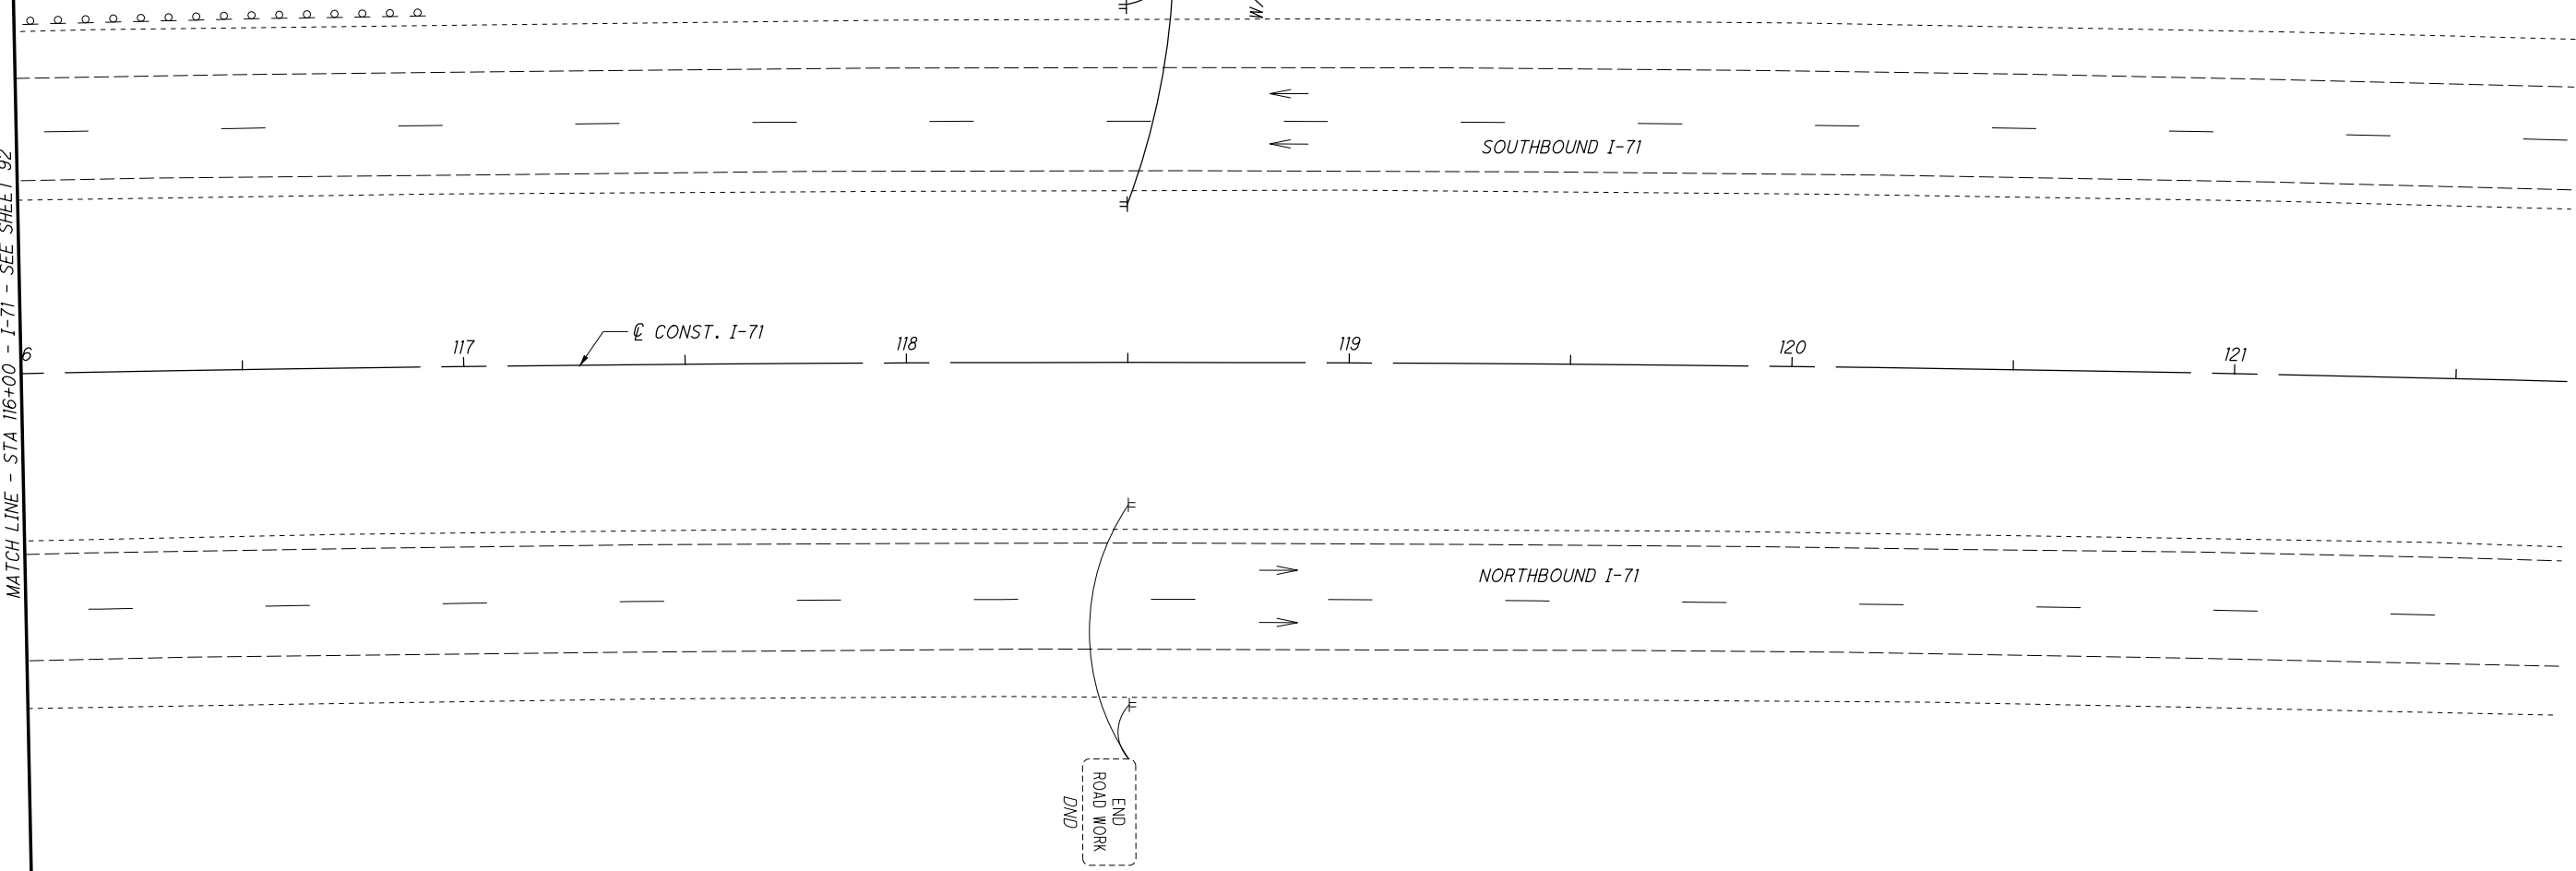 W
SOUTHBOUND I-71
MATCH LINE - STA 116+00 - I-71 - SEE SHEET 92
℄ CONST. I-71
6
117
118
119
120
121
NORTHBOUND I-71
END
ROAD WORK
DND